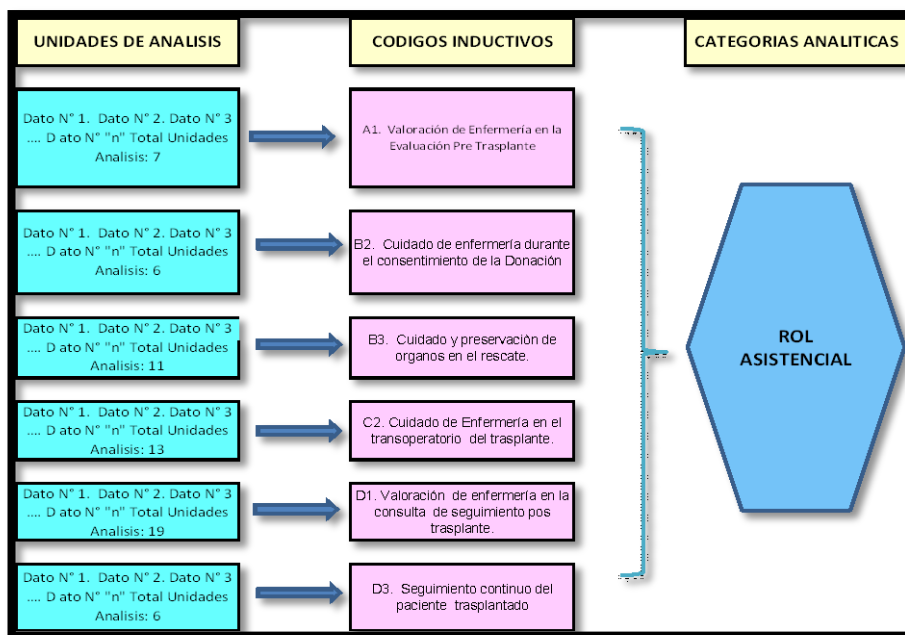 UNIDADES DE ANALISIS
CODIGOS INDUCTIVOS
CATEGORIAS ANALITICAS
Dato N° 1. Dato N° 2. Dato N° 3
.... D ato N° "n" Total Unidades
Analisis: 7
A1. Valoración de Enfermería en la
Evaluación Pre Trasplante
Dato N° 1. Dato N° 2. Dato N° 3
.... D ato N° "n" Total Unidades
Analisis: 6
B2. Cuidado de enfermería durante
el consentimiento de la Donación
Dato N° 1. Dato N° 2. Dato N° 3
.... D ato N° "n" Total Unidades
Analisis: 11
B3. Cuidado y preservación de
organos en el rescate.
Dato N° 1. Dato N° 2. Dato N° 3
.... D ato N° "n" Total Unidades
Analisis: 13
C2. Cuidado de Enfermería en el
transoperatorio del trasplante.
Dato N° 1. Dato N° 2. Dato N° 3
.... D ato N° "n" Total Unidades
Analisis: 19
D1. Valoración de enfermería en la
consulta de seguimiento pos
trasplante.
Dato N° 1. Dato N° 2. Dato N° 3
.... D ato N° "n" Total Unidades
Analisis: 6
D3. Seguimiento continuo del
paciente trasplantado
ROL
ASISTENCIAL